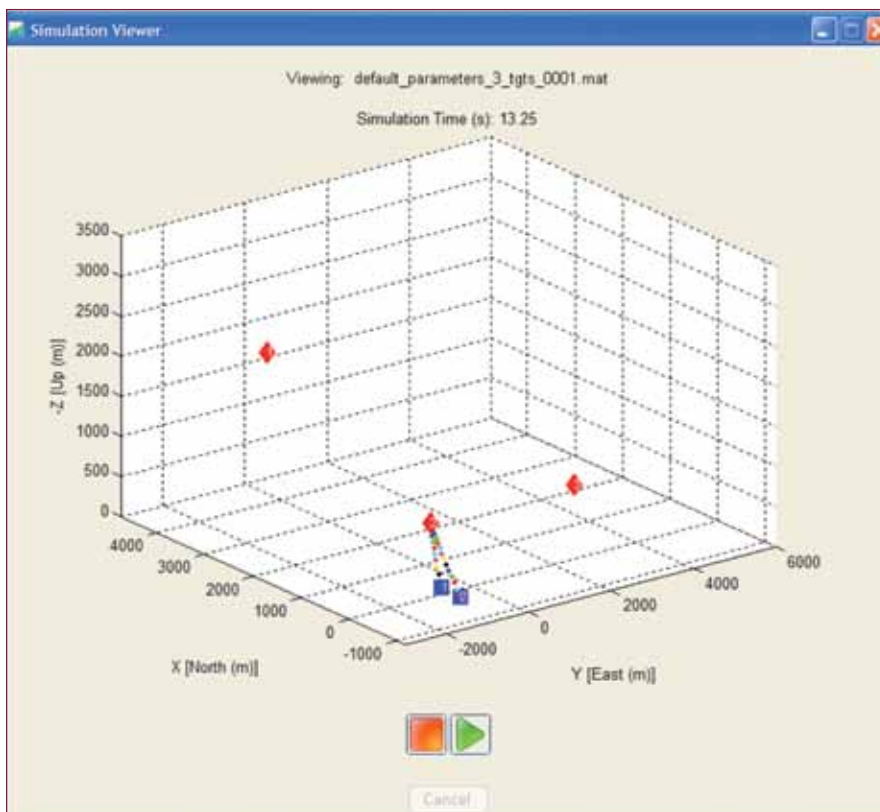 Simulation Viewer
Viewing: default_parameters_3_tgts_0001.mat
Simulation Time (s): 13.25
3500
3000
2500
2000
1500
1000
500
0
-Z [Up (m)]
4000
3000
2000
1000
0
-1000
X [North (m)]
-2000
0
2000
4000
6000
Y [East (m)]
Cancel